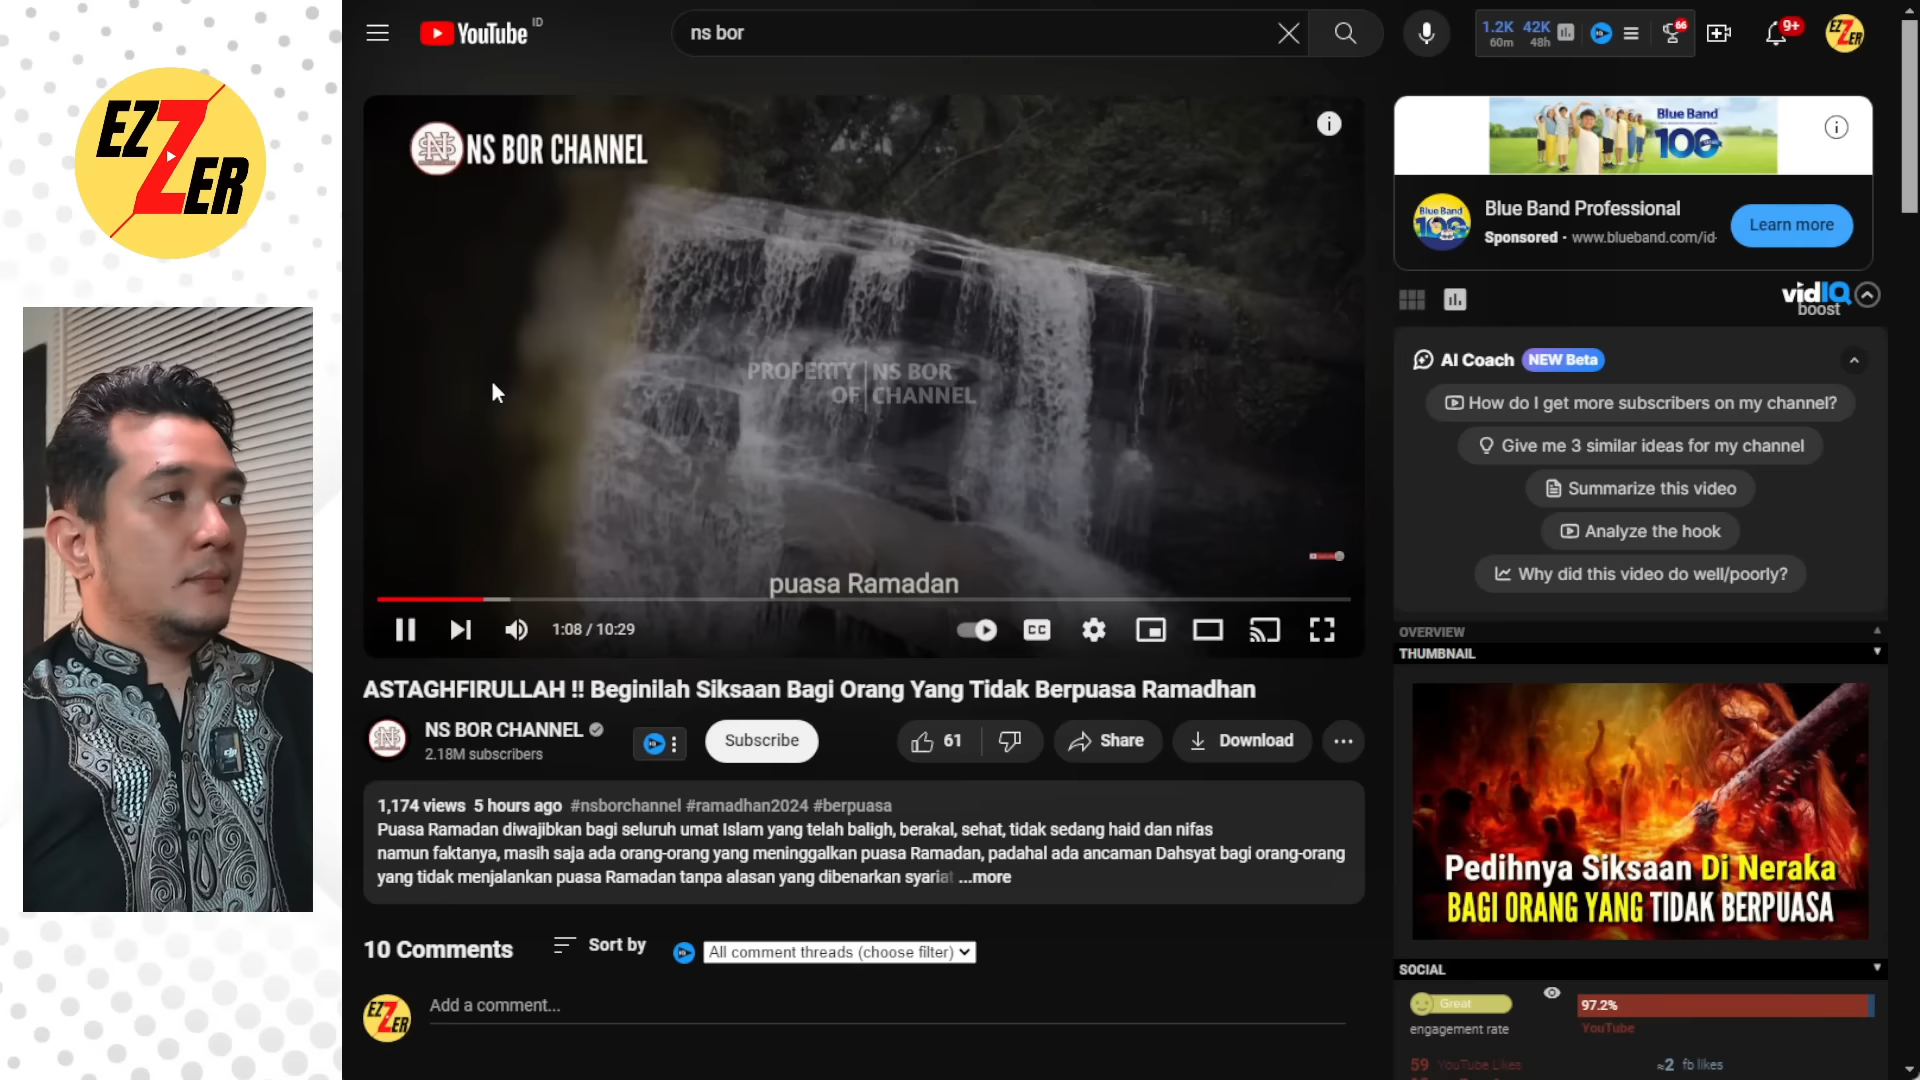 EZZER
YouTube ID
ns bor
1.2K 42K
60m 48h
66
9+
EZZER
NS BOR CHANNEL
PROPERTY OF | NS BOR CHANNEL
puasa Ramadan
1:08 / 10:29
CC
ASTAGHFIRULLAH !! Beginilah Siksaan Bagi Orang Yang Tidak Berpuasa Ramadhan
NS BOR CHANNEL
2.18M subscribers
Subscribe
61
Share
Download
1,174 views 5 hours ago #nsborchannel #ramadhan2024 #berpuasa
Puasa Ramadan diwajibkan bagi seluruh umat Islam yang telah baligh, berakal, sehat, tidak sedang haid dan nifas
namun faktanya, masih saja ada orang-orang yang meninggalkan puasa Ramadan, padahal ada ancaman Dahsyat bagi orang-orang
yang tidak menjalankan puasa Ramadan tanpa alasan yang dibenarkan syariat ...more
10 Comments
Sort by
All comment threads (choose filter)
EZZER
Add a comment...
Blue Band
100
Blue Band
100
Blue Band Professional
Sponsored · www.blueband.com/id-
Learn more
vidIQ
boost
AI Coach NEW Beta
How do I get more subscribers on my channel?
Give me 3 similar ideas for my channel
Summarize this video
Analyze the hook
Why did this video do well/poorly?
OVERVIEW
THUMBNAIL
Pedihnya Siksaan Di Neraka
BAGI ORANG YANG TIDAK BERPUASA
SOCIAL
Great
engagement rate
97.2%
YouTube
59 YouTube Likes
≈2 fb likes
dji